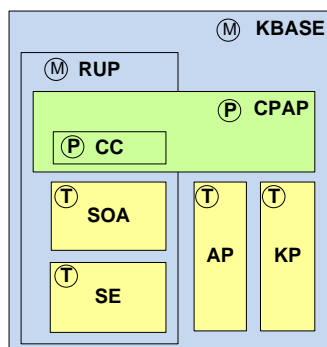 Ⓜ KBASE
Ⓜ RUP
Ⓟ CPAP
Ⓟ CC
Ⓣ
SOA
Ⓣ
AP
Ⓣ
KP
Ⓣ
SE